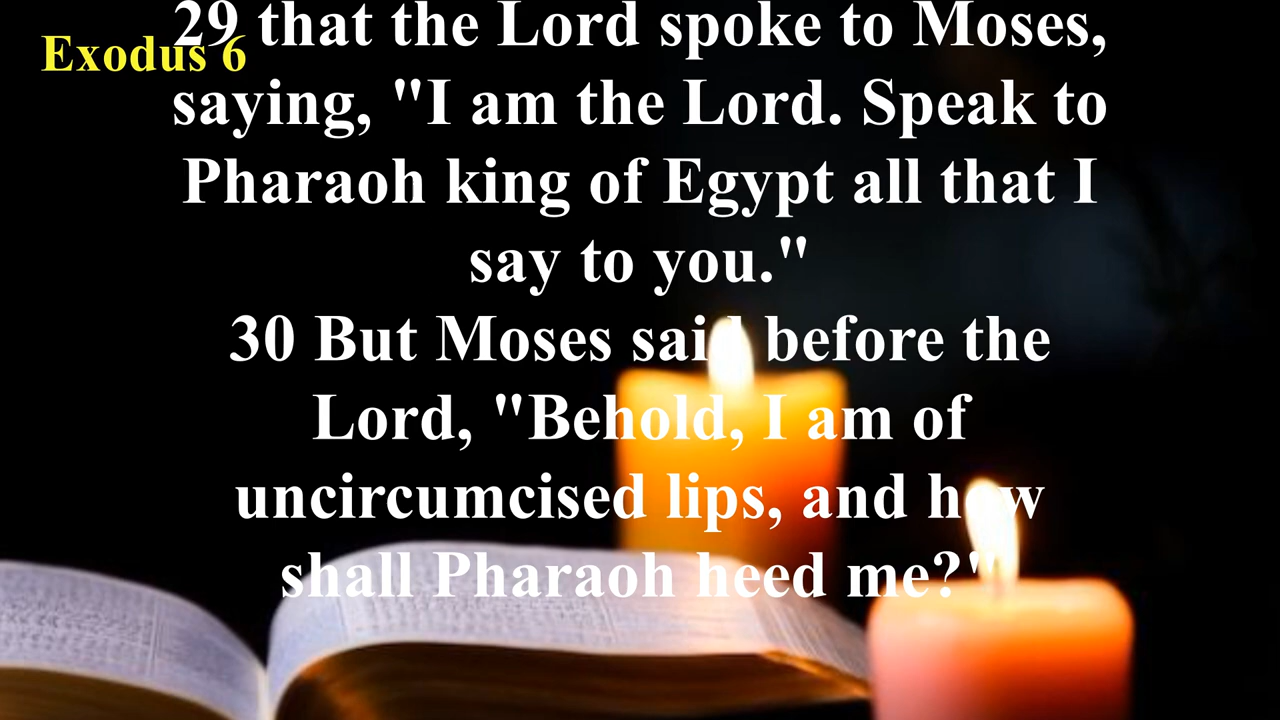 Exodus 6
29 that the Lord spoke to Moses,
saying, "I am the Lord. Speak to
Pharaoh king of Egypt all that I
say to you."
30 But Moses said before the
Lord, "Behold, I am of
uncircumcised lips, and how
shall Pharaoh heed me?"